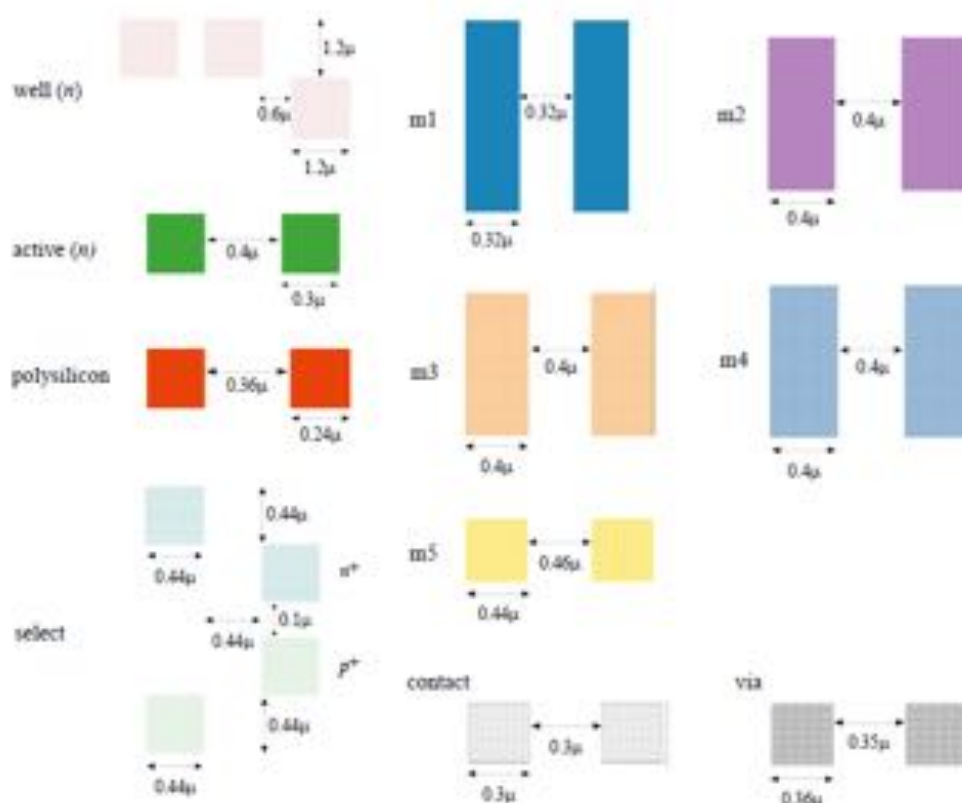 1.2µ
well (n)
0.6µ
1.2µ
active (n)
0.4µ
0.3µ
polysilicon
0.36µ
0.24µ
0.44µ
0.44µ
n+
select
0.44µ
0.1µ
p+
0.44µ
0.44µ
m1
0.32µ
0.32µ
m2
0.4µ
0.4µ
m3
0.4µ
0.4µ
m4
0.4µ
0.4µ
m5
0.46µ
0.44µ
contact
0.3µ
0.3µ
via
0.35µ
0.36µ